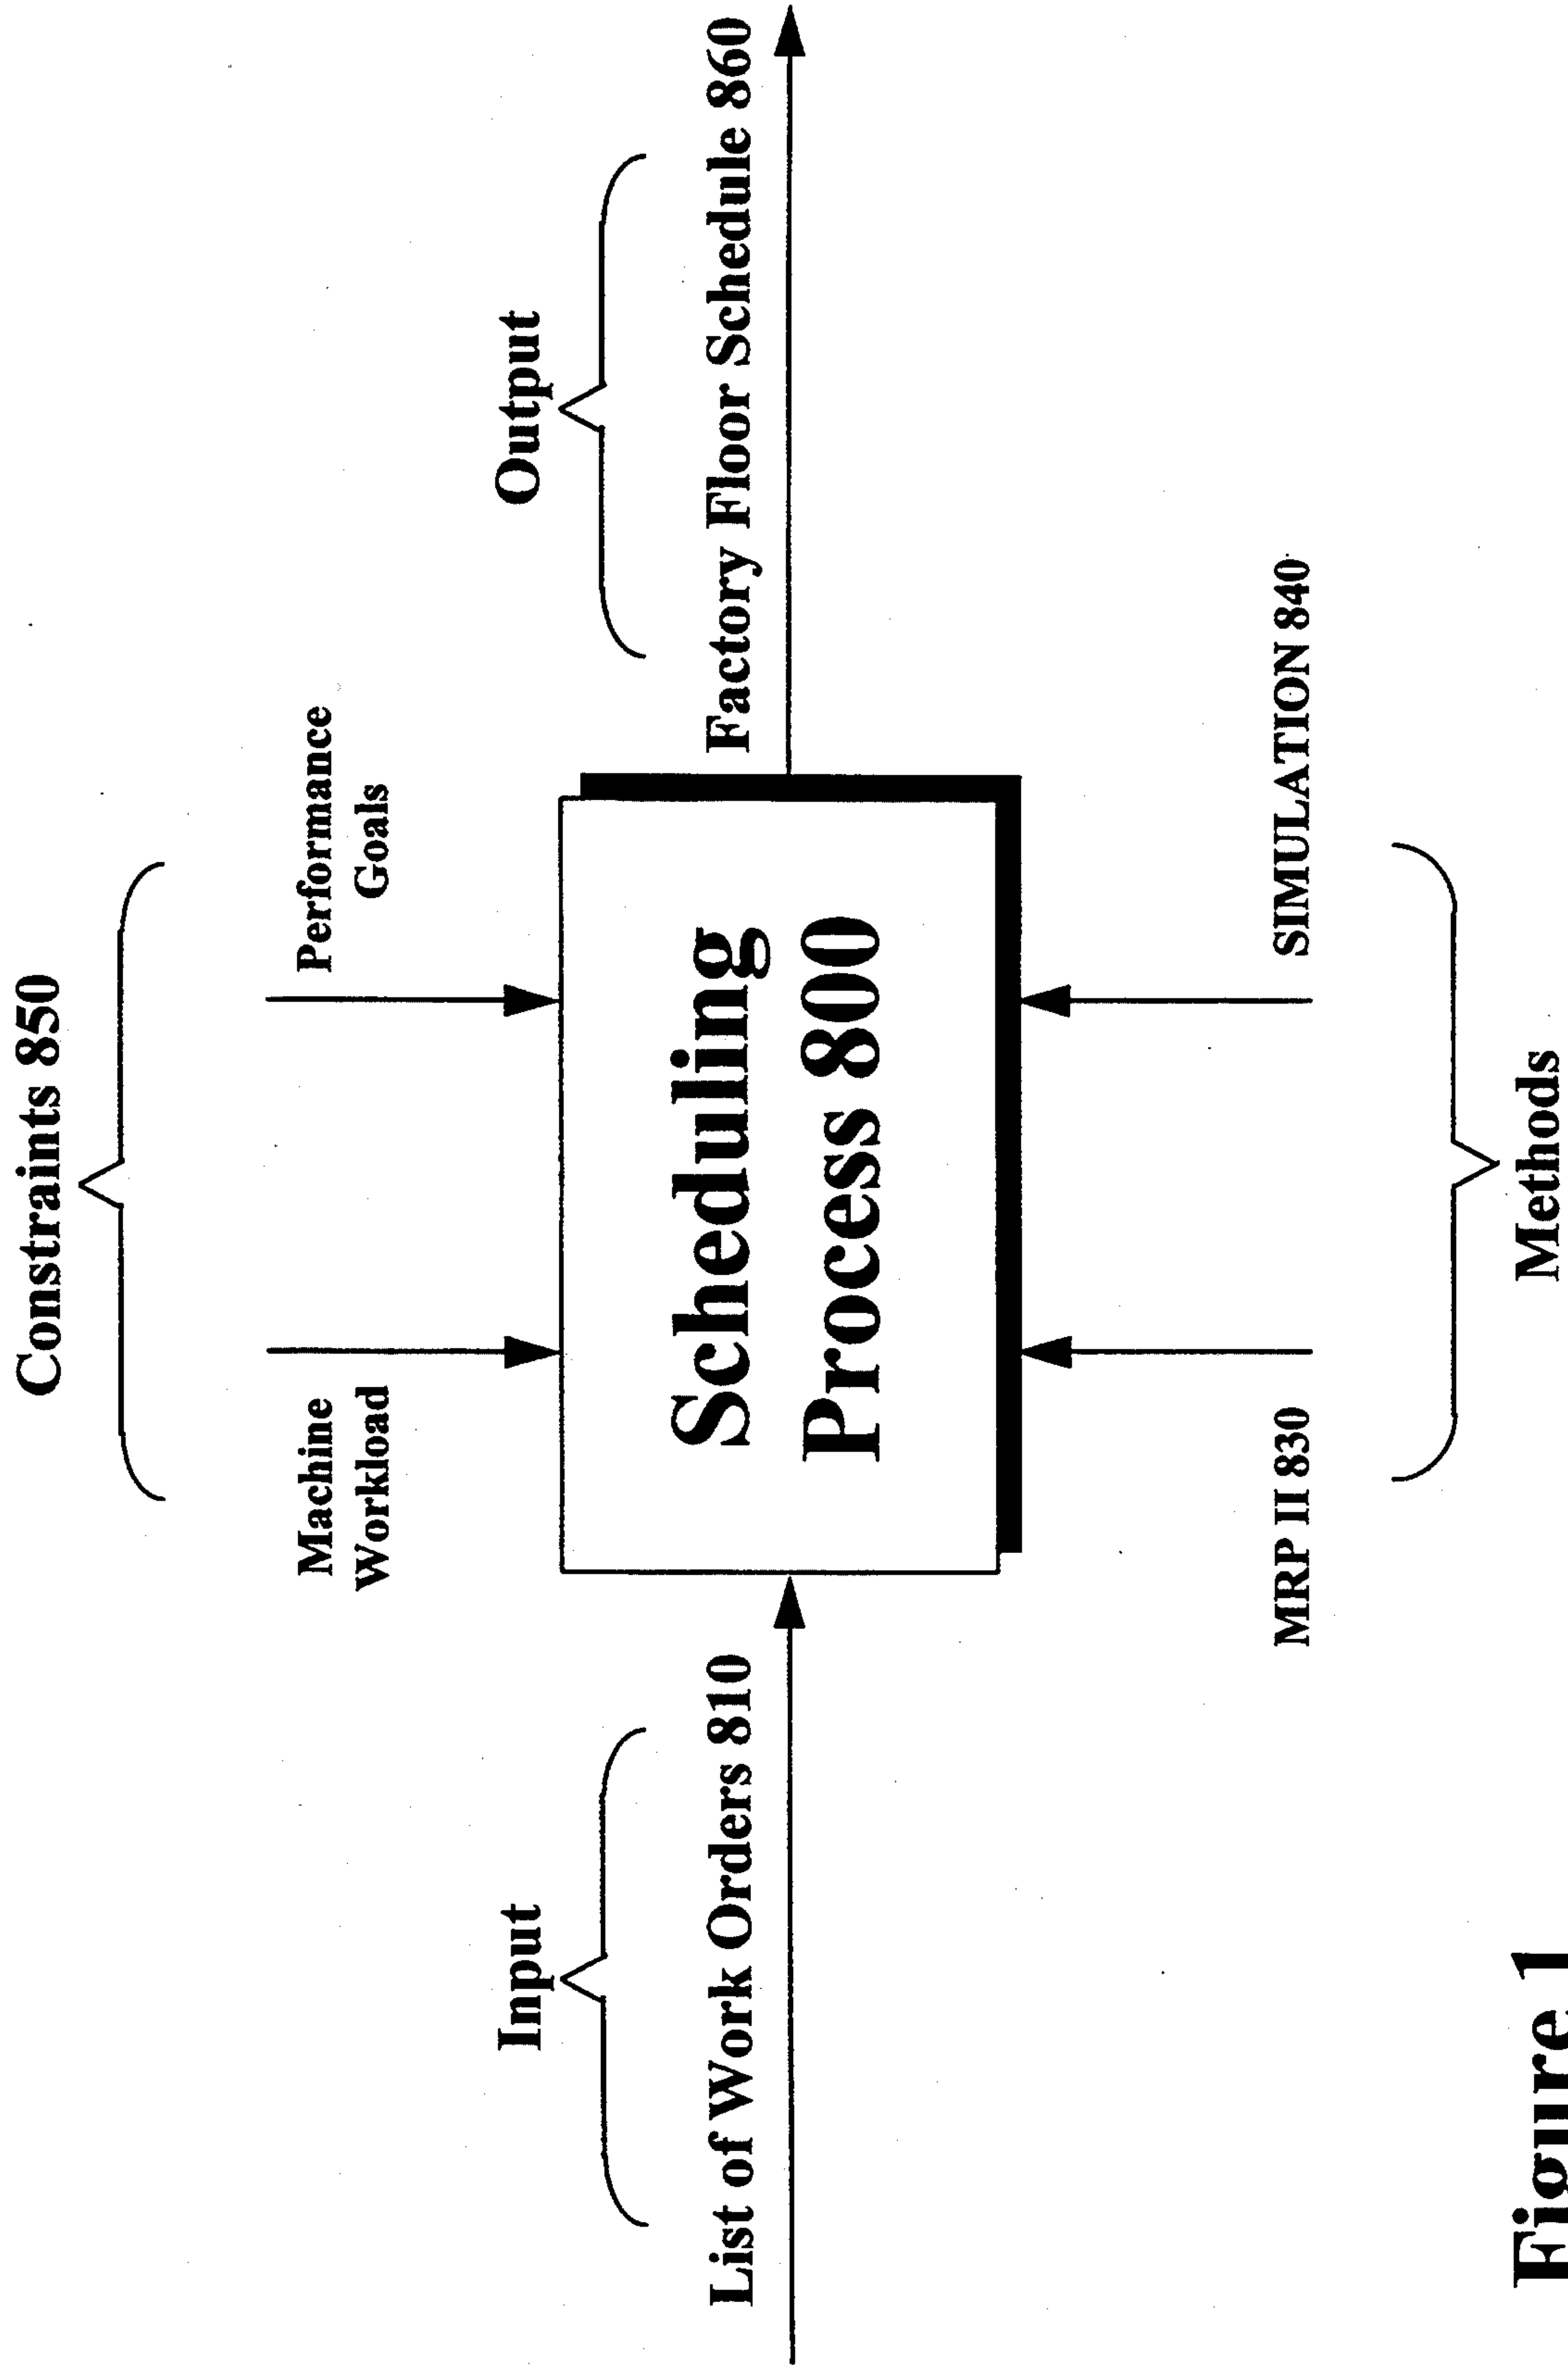 Constraints 850
Machine
Workload
Performance
Goals
Input
List of Work Orders 810
Scheduling
Process 800
Output
Factory Floor Schedule 860
MRP II 830
SIMULATION 840
Methods
Figure 1